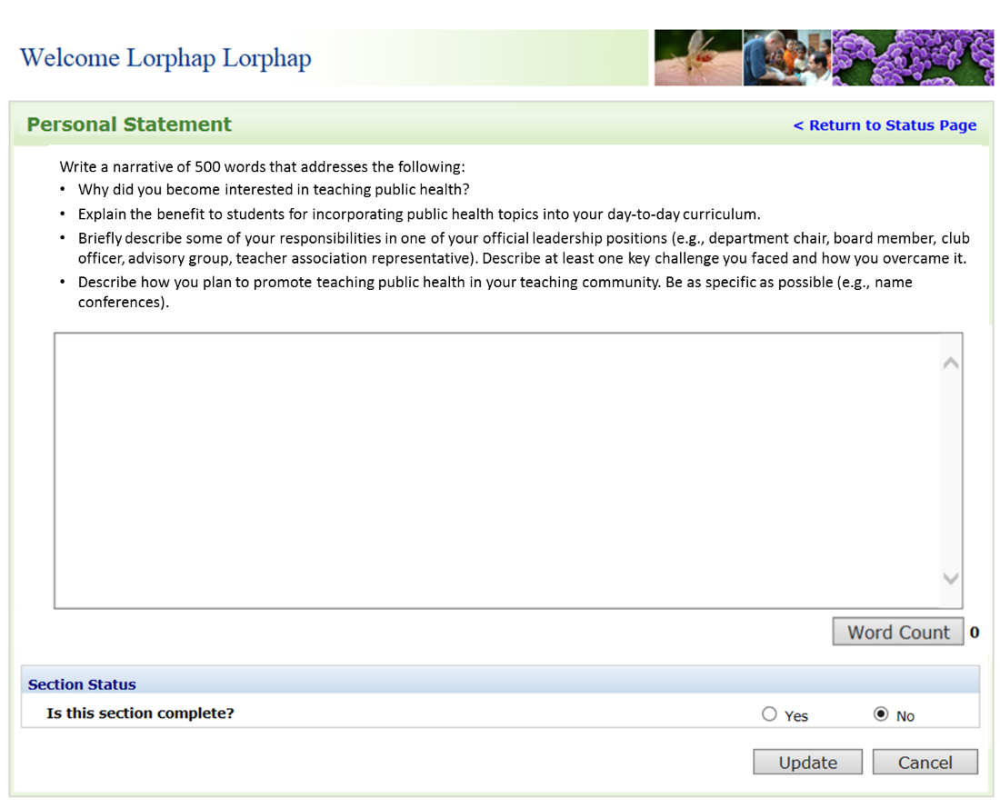 Welcome Lorphap Lorphap
Personal Statement
< Return to Status Page
Write a narrative of 500 words that addresses the following:
• Why did you become interested in teaching public health?
• Explain the benefit to students for incorporating public health topics into your day-to-day curriculum.
• Briefly describe some of your responsibilities in one of your official leadership positions (e.g., department chair, board member, club
officer, advisory group, teacher association representative). Describe at least one key challenge you faced and how you overcame it.
• Describe how you plan to promote teaching public health in your teaching community. Be as specific as possible (e.g., name
conferences).
Word Count 0
Section Status
Is this section complete? Yes No
Update Cancel